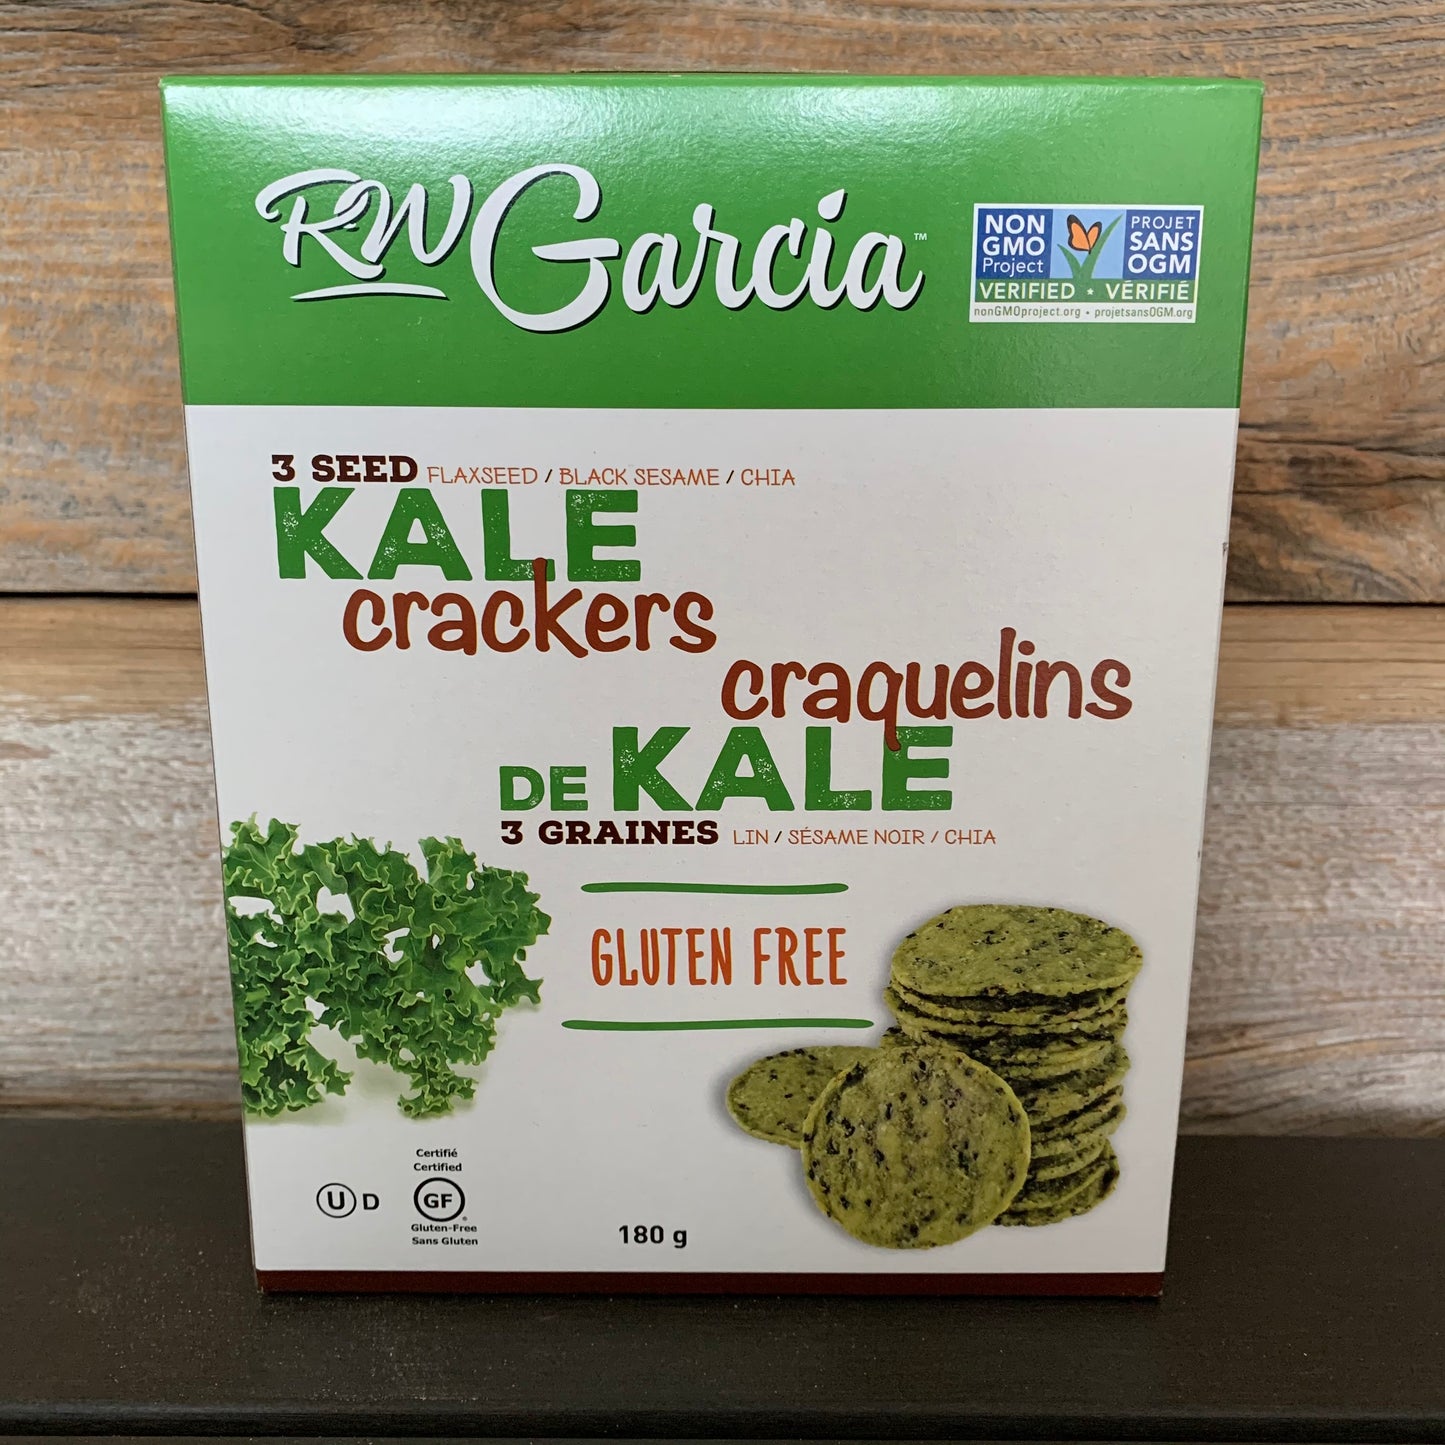 RW Garcia™
NON GMO Project
PROJET SANS OGM
VERIFIED • VÉRIFIÉ
nonGMOproject.org • projetsansOGM.org
3 SEED FLAXSEED / BLACK SESAME / CHIA
KALE
crackers
craquelins
DE KALE
3 GRAINES LIN / SÉSAME NOIR / CHIA
GLUTEN FREE
Certifié
Certified
U D
GF
Gluten-Free
Sans Gluten
180 g